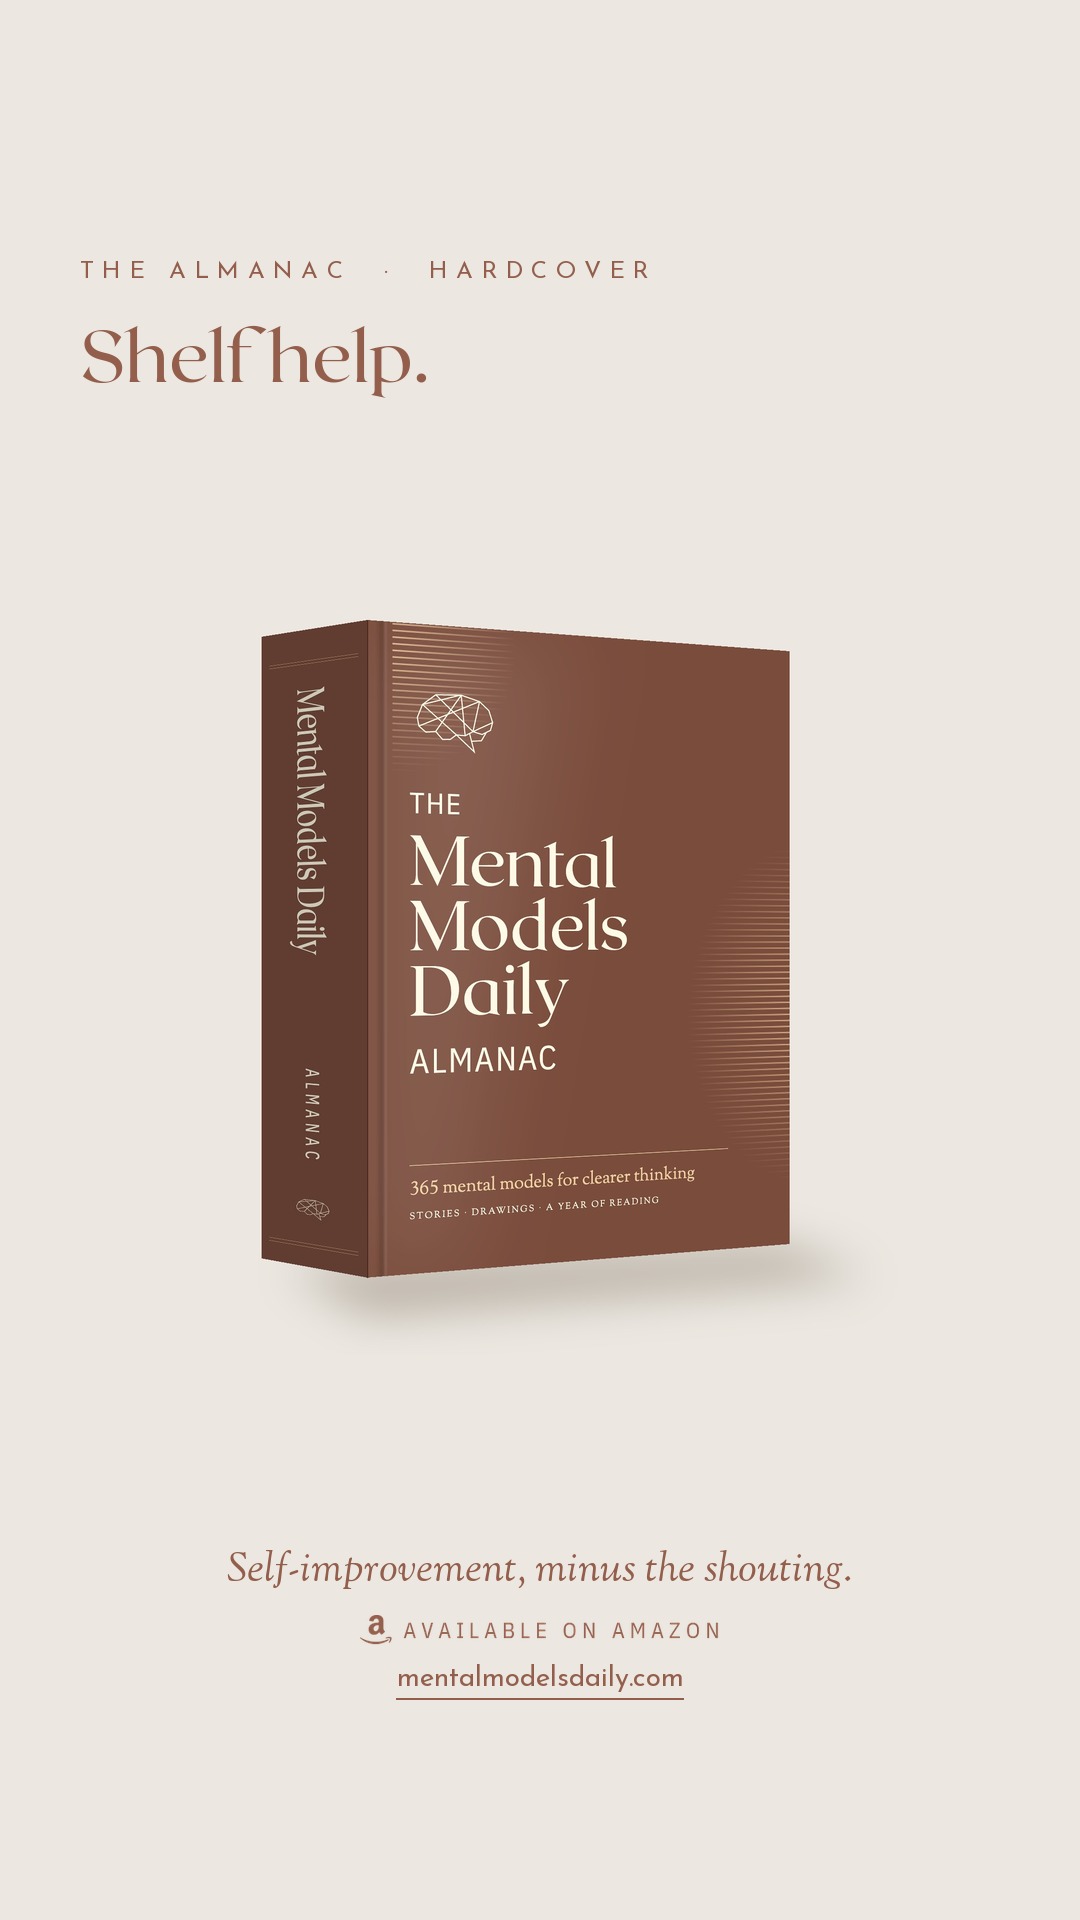 THE ALMANAC · HARDCOVER
Shelf help.
Mental Models Daily
ALMANAC
THE
Mental
Models
Daily
ALMANAC
365 mental models for clearer thinking
STORIES · DRAWINGS · A YEAR OF READING
Self-improvement, minus the shouting.
a AVAILABLE ON AMAZON
mentalmodelsdaily.com